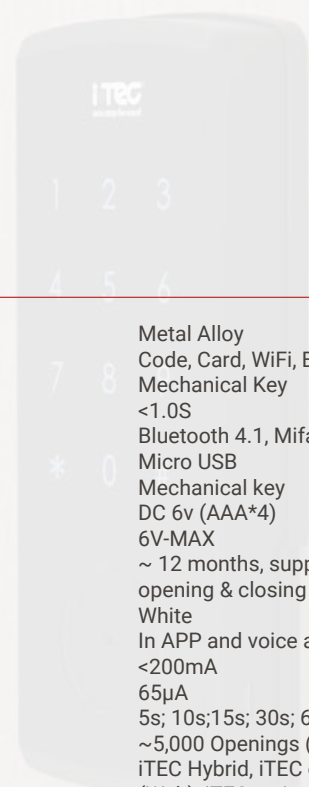 iTEC
1 2 3
4 5 6
7 8
* 0
Metal Alloy
Code, Card, WiFi,
Mechanical Key
<1.0S
Bluetooth 4.1,
Micro USB
Mechanical key
DC 6v (AAA*4)
6V-MAX
~ 12 months,
opening & closing
White
In APP and voice
<200mA
65µA
5s; 10s;15s; 30s;
~5,000 Openings
iTEC Hybrid, iTEC